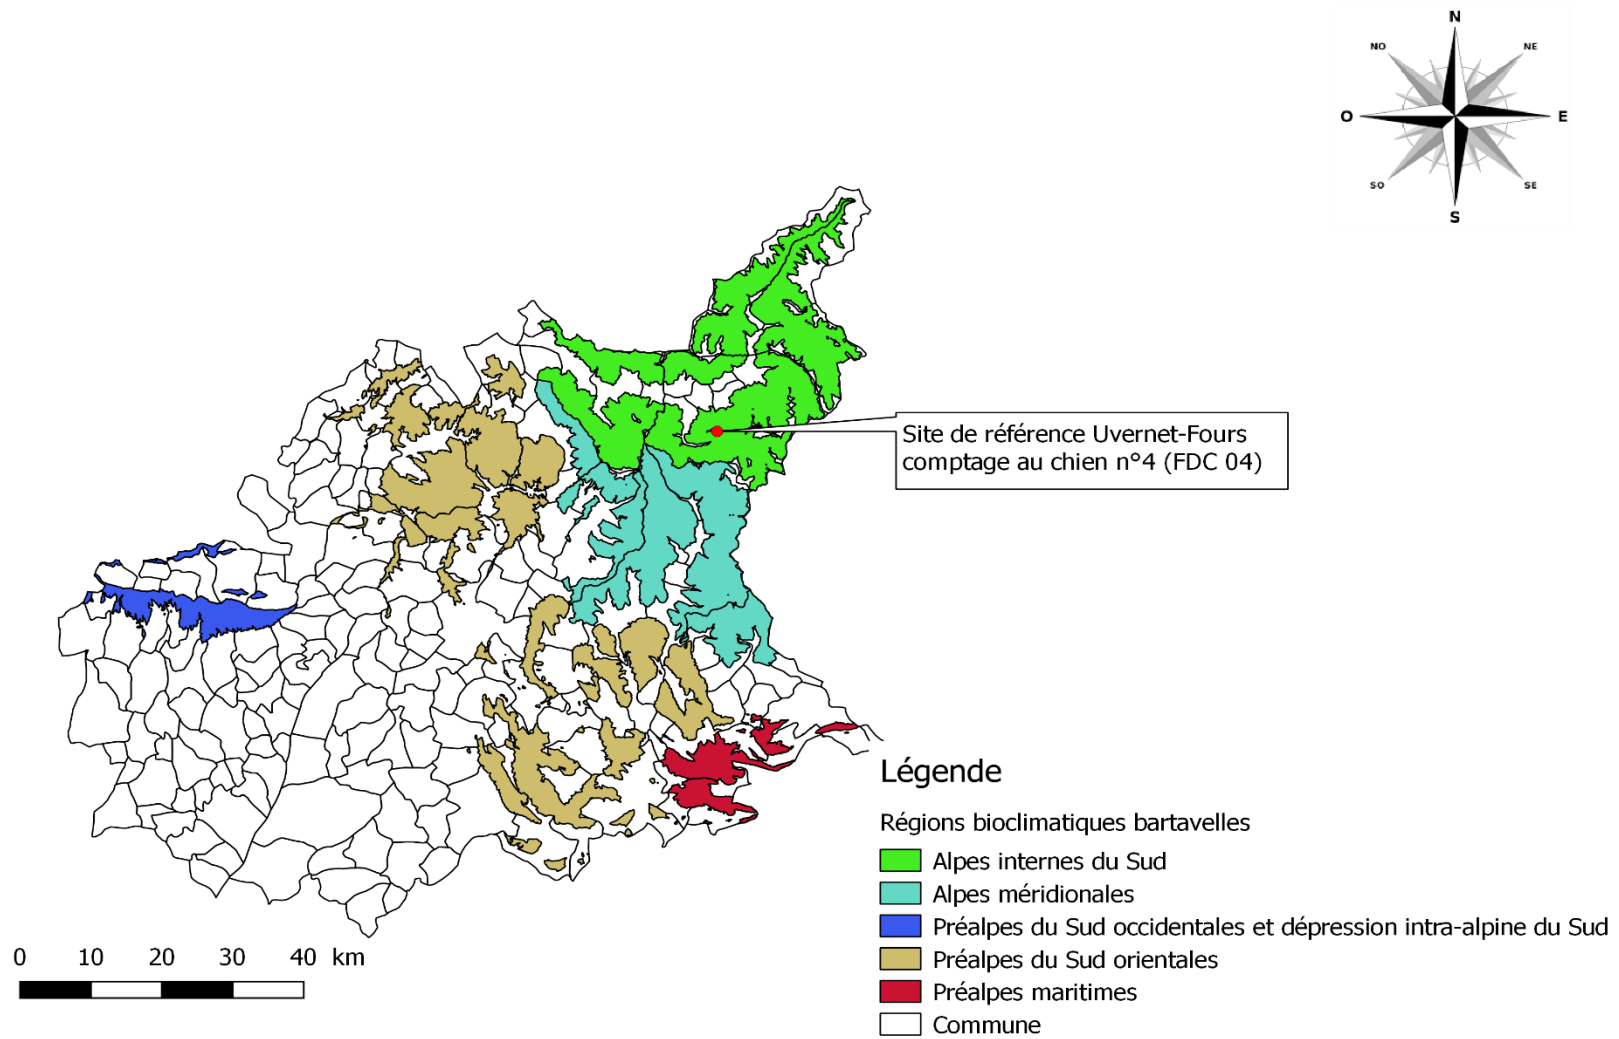 N
NO
NE
O
E
SO
SE
S
Site de référence Uvernet-Fours
comptage au chien n°4 (FDC 04)
Légende
Régions bioclimatiques bartavelles
Alpes internes du Sud
Alpes méridionales
Préalpes du Sud occidentales et dépression intra-alpine du Sud
Préalpes du Sud orientales
Préalpes maritimes
Commune
0 10 20 30 40 km